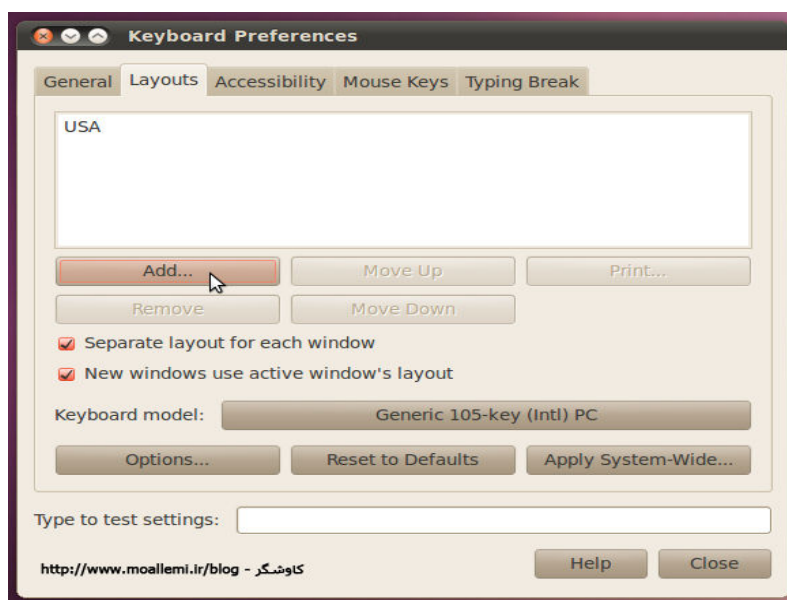 Keyboard Preferences
General Layouts Accessibility Mouse Keys Typing Break
USA
Add... Move Up Print...
Remove Move Down
Separate layout for each window
New windows use active window's layout
Keyboard model: Generic 105-key (Intl) PC
Options... Reset to Defaults Apply System-Wide...
Type to test settings:
http://www.moallemi.ir/blog - کاوشگر
Help Close